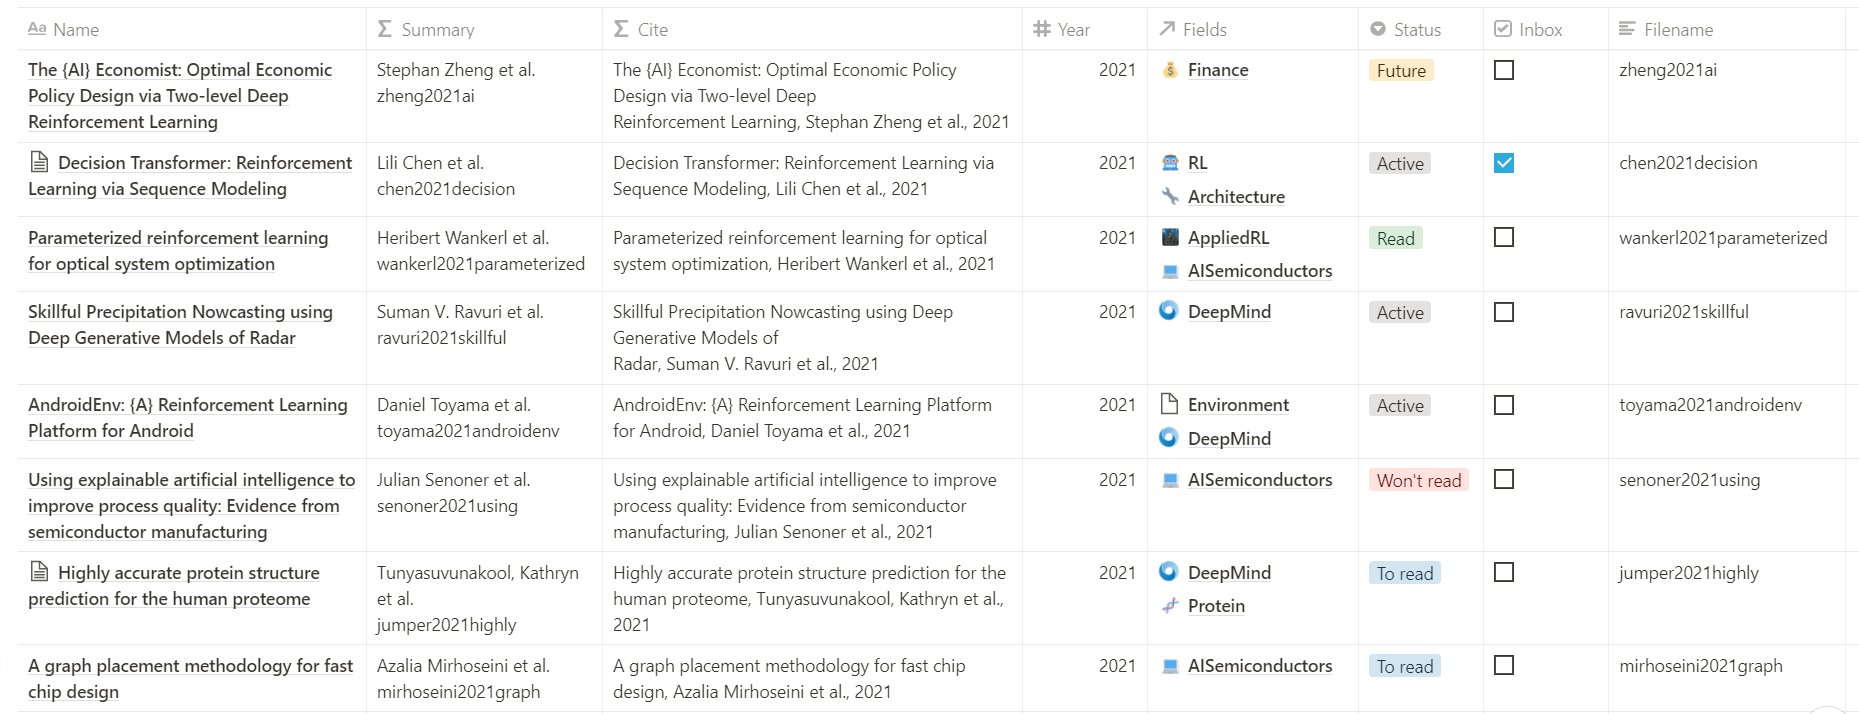 Aa Name Summary Cite Year Fields Status Inbox Filename
The {AI} Economist: Optimal Economic
Policy Design via Two-level Deep
Reinforcement Learning
Stephan Zheng et al.
zheng2021ai
The {AI} Economist: Optimal Economic Policy
Design via Two-level Deep
Reinforcement Learning, Stephan Zheng et al., 2021
2021
Finance
Future
zheng2021ai
Decision Transformer: Reinforcement
Learning via Sequence Modeling
Lili Chen et al.
chen2021decision
Decision Transformer: Reinforcement Learning via
Sequence Modeling, Lili Chen et al., 2021
2021
RL
Architecture
Active
chen2021decision
Parameterized reinforcement learning
for optical system optimization
Heribert Wankerl et al.
wankerl2021parameterized
Parameterized reinforcement learning for optical
system optimization, Heribert Wankerl et al., 2021
2021
AppliedRL
AISemiconductors
Read
wankerl2021parameterized
Skillful Precipitation Nowcasting using
Deep Generative Models of Radar
Suman V. Ravuri et al.
ravuri2021skillful
Skillful Precipitation Nowcasting using Deep
Generative Models of
Radar, Suman V. Ravuri et al., 2021
2021
DeepMind
Active
ravuri2021skillful
AndroidEnv: {A} Reinforcement Learning
Platform for Android
Daniel Toyama et al.
toyama2021androidenv
AndroidEnv: {A} Reinforcement Learning Platform
for Android, Daniel Toyama et al., 2021
2021
Environment
DeepMind
Active
toyama2021androidenv
Using explainable artificial intelligence to
improve process quality: Evidence from
semiconductor manufacturing
Julian Senoner et al.
senoner2021using
Using explainable artificial intelligence to improve
process quality: Evidence from semiconductor
manufacturing, Julian Senoner et al., 2021
2021
AISemiconductors
Won't read
senoner2021using
Highly accurate protein structure
prediction for the human proteome
Tunyasuvunakool, Kathryn
et al.
jumper2021highly
Highly accurate protein structure prediction for the
human proteome, Tunyasuvunakool, Kathryn et al.,
2021
2021
DeepMind
Protein
To read
jumper2021highly
A graph placement methodology for fast
chip design
Azalia Mirhoseini et al.
mirhoseini2021graph
A graph placement methodology for fast chip
design, Azalia Mirhoseini et al., 2021
2021
AISemiconductors
To read
mirhoseini2021graph